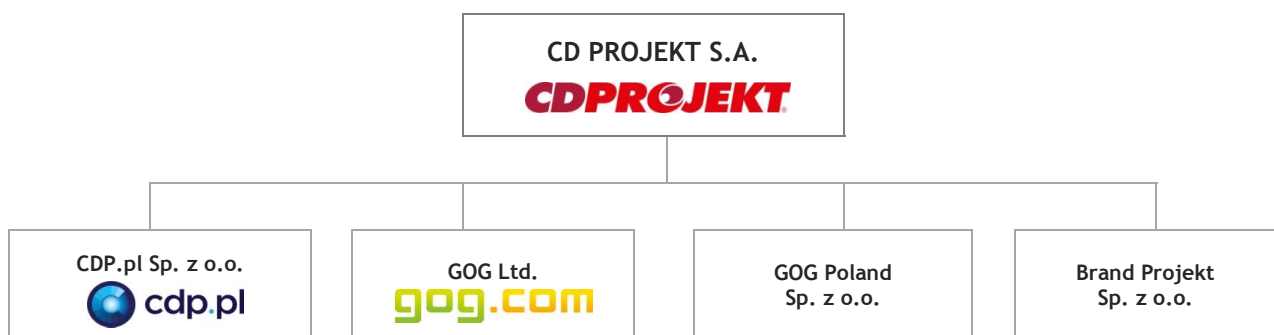 CD PROJEKT S.A.
CDPROJEKT®
CDP.pl Sp. z o.o.
cdp.pl
GOG Ltd.
gog.com
GOG Poland
Sp. z o.o.
Brand Projekt
Sp. z o.o.